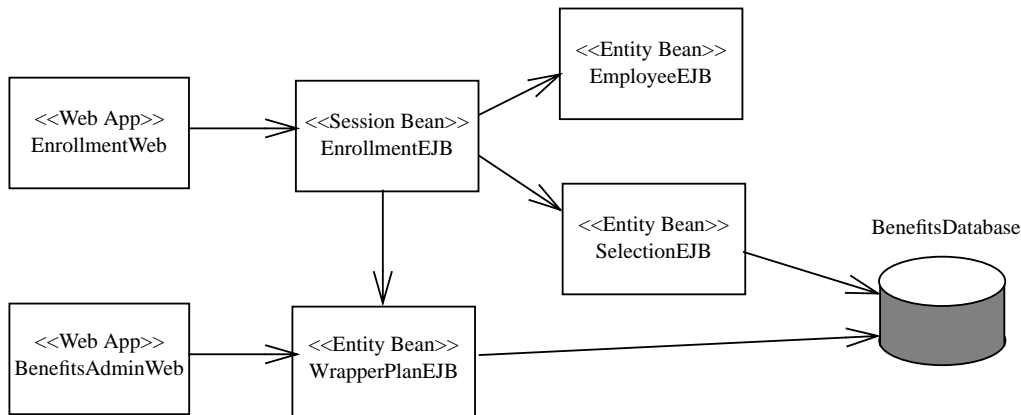 <<Entity Bean>>
EmployeeEJB
<<Web App>>
EnrollmentWeb
<<Session Bean>>
EnrollmentEJB
<<Entity Bean>>
SelectionEJB
BenefitsDatabase
<<Web App>>
BenefitsAdminWeb
<<Entity Bean>>
WrapperPlanEJB